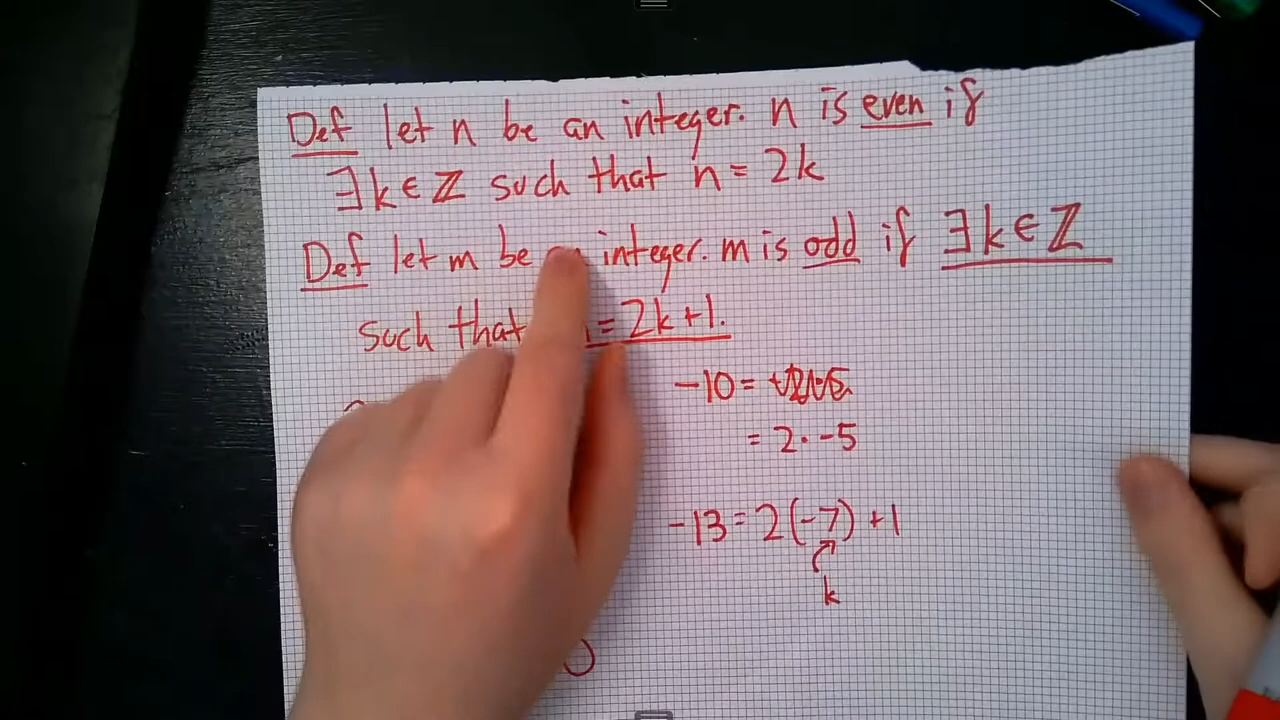 Def let n be an integer. n is even if
∃k∈ℤ such that n = 2k
Def let m be integer. m is odd if ∃k∈ℤ
such that = 2k+1.
-10 =
= 2·-5
-13 = 2(-7)+1
k